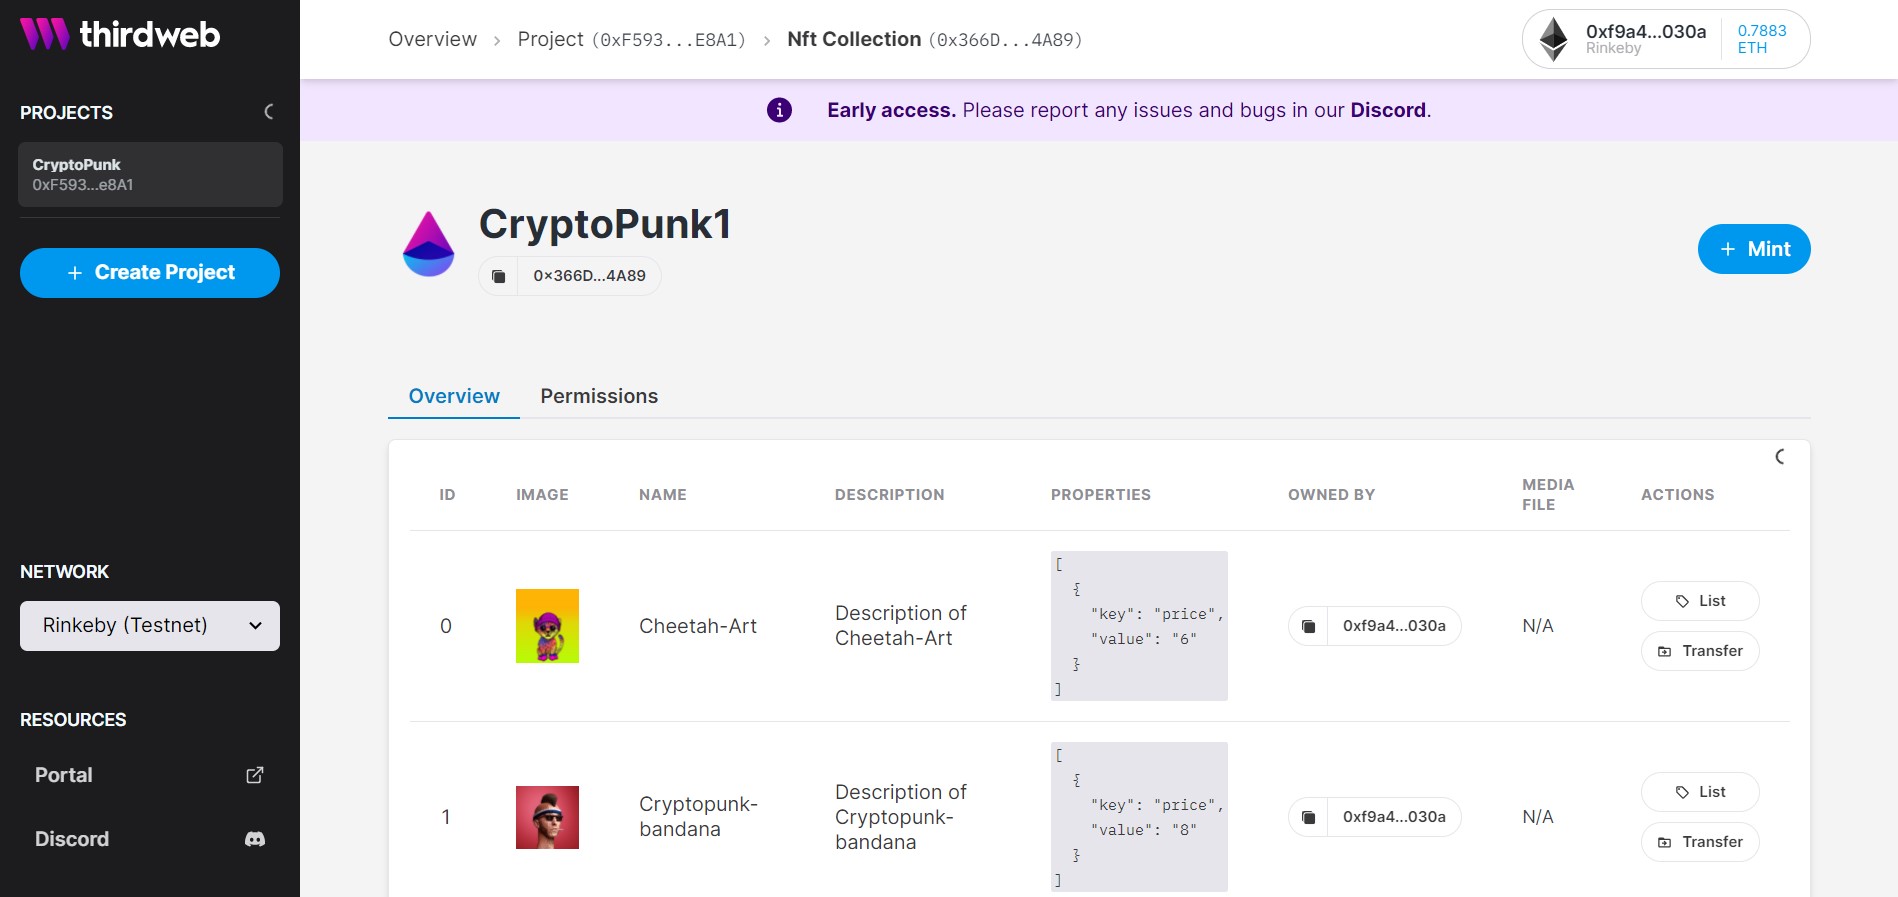 thirdweb
PROJECTS
CryptoPunk
0xF593...e8A1
+ Create Project
NETWORK
Rinkeby (Testnet)
RESOURCES
Portal
Discord
Overview › Project (0xF593...E8A1) › Nft Collection (0x366D...4A89)
0xf9a4...030a
Rinkeby
0.7883
ETH
Early access. Please report any issues and bugs in our Discord.
CryptoPunk1
0x366D...4A89
+ Mint
Overview Permissions
ID IMAGE NAME DESCRIPTION PROPERTIES OWNED BY MEDIA FILE ACTIONS
0
Cheetah-Art
Description of
Cheetah-Art
[
{
"key": "price",
"value": "6"
}
]
0xf9a4...030a
N/A
List
Transfer
1
Cryptopunk-
bandana
Description of
Cryptopunk-
bandana
[
{
"key": "price",
"value": "8"
}
]
0xf9a4...030a
N/A
List
Transfer